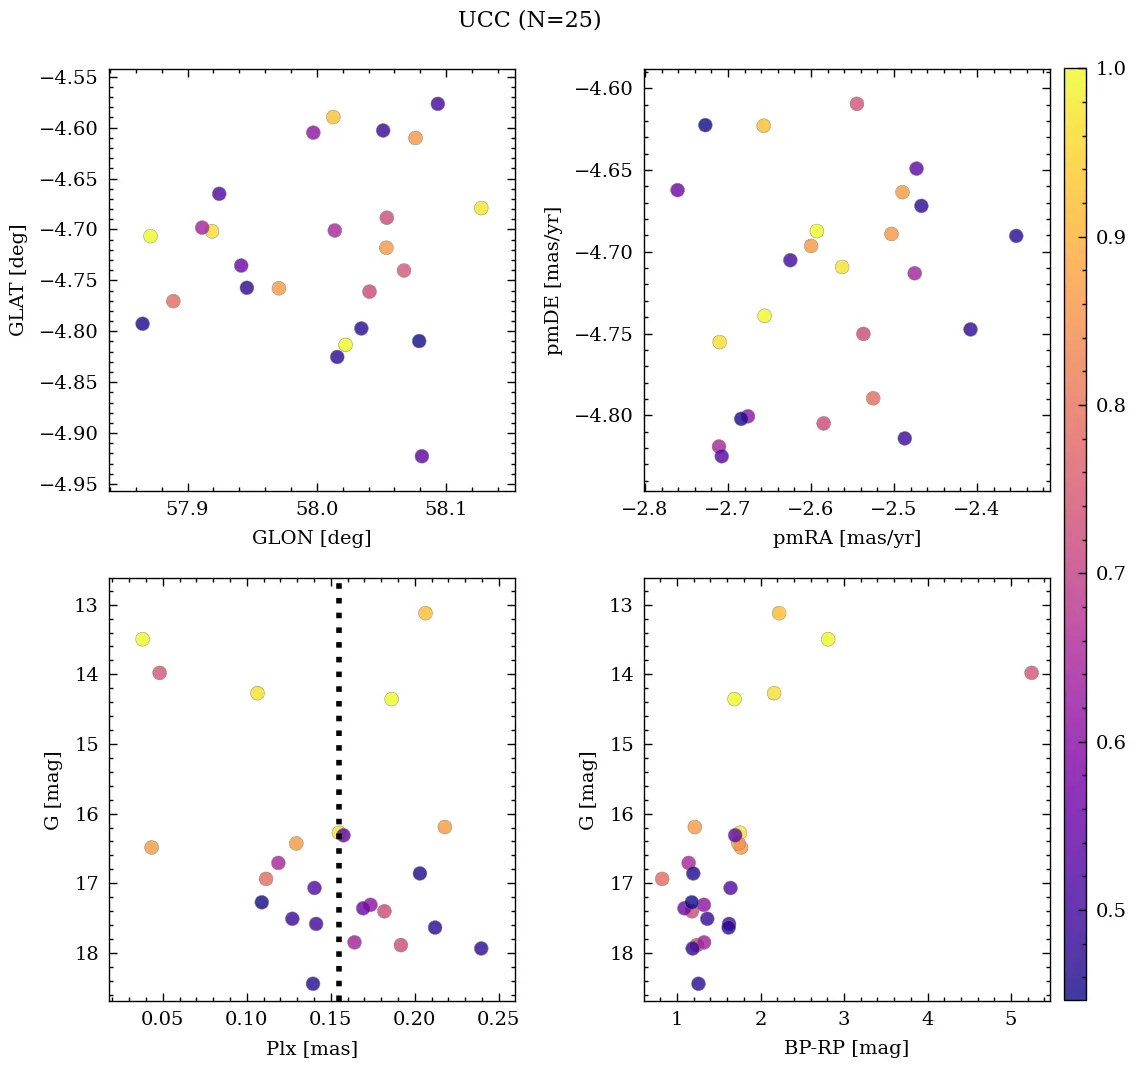 UCC (N=25)
−4.55
−4.60
−4.65
−4.70
−4.75
−4.80
−4.85
−4.90
−4.95
GLAT [deg]
57.9 58.0 58.1
GLON [deg]
−4.60
−4.65
−4.70
−4.75
−4.80
pmDE [mas/yr]
−2.8 −2.7 −2.6 −2.5 −2.4
pmRA [mas/yr]
1.0
0.9
0.8
0.7
0.6
0.5
13
14
15
16
17
18
G [mag]
0.05 0.10 0.15 0.20 0.25
Plx [mas]
13
14
15
16
17
18
G [mag]
1 2 3 4 5
BP-RP [mag]